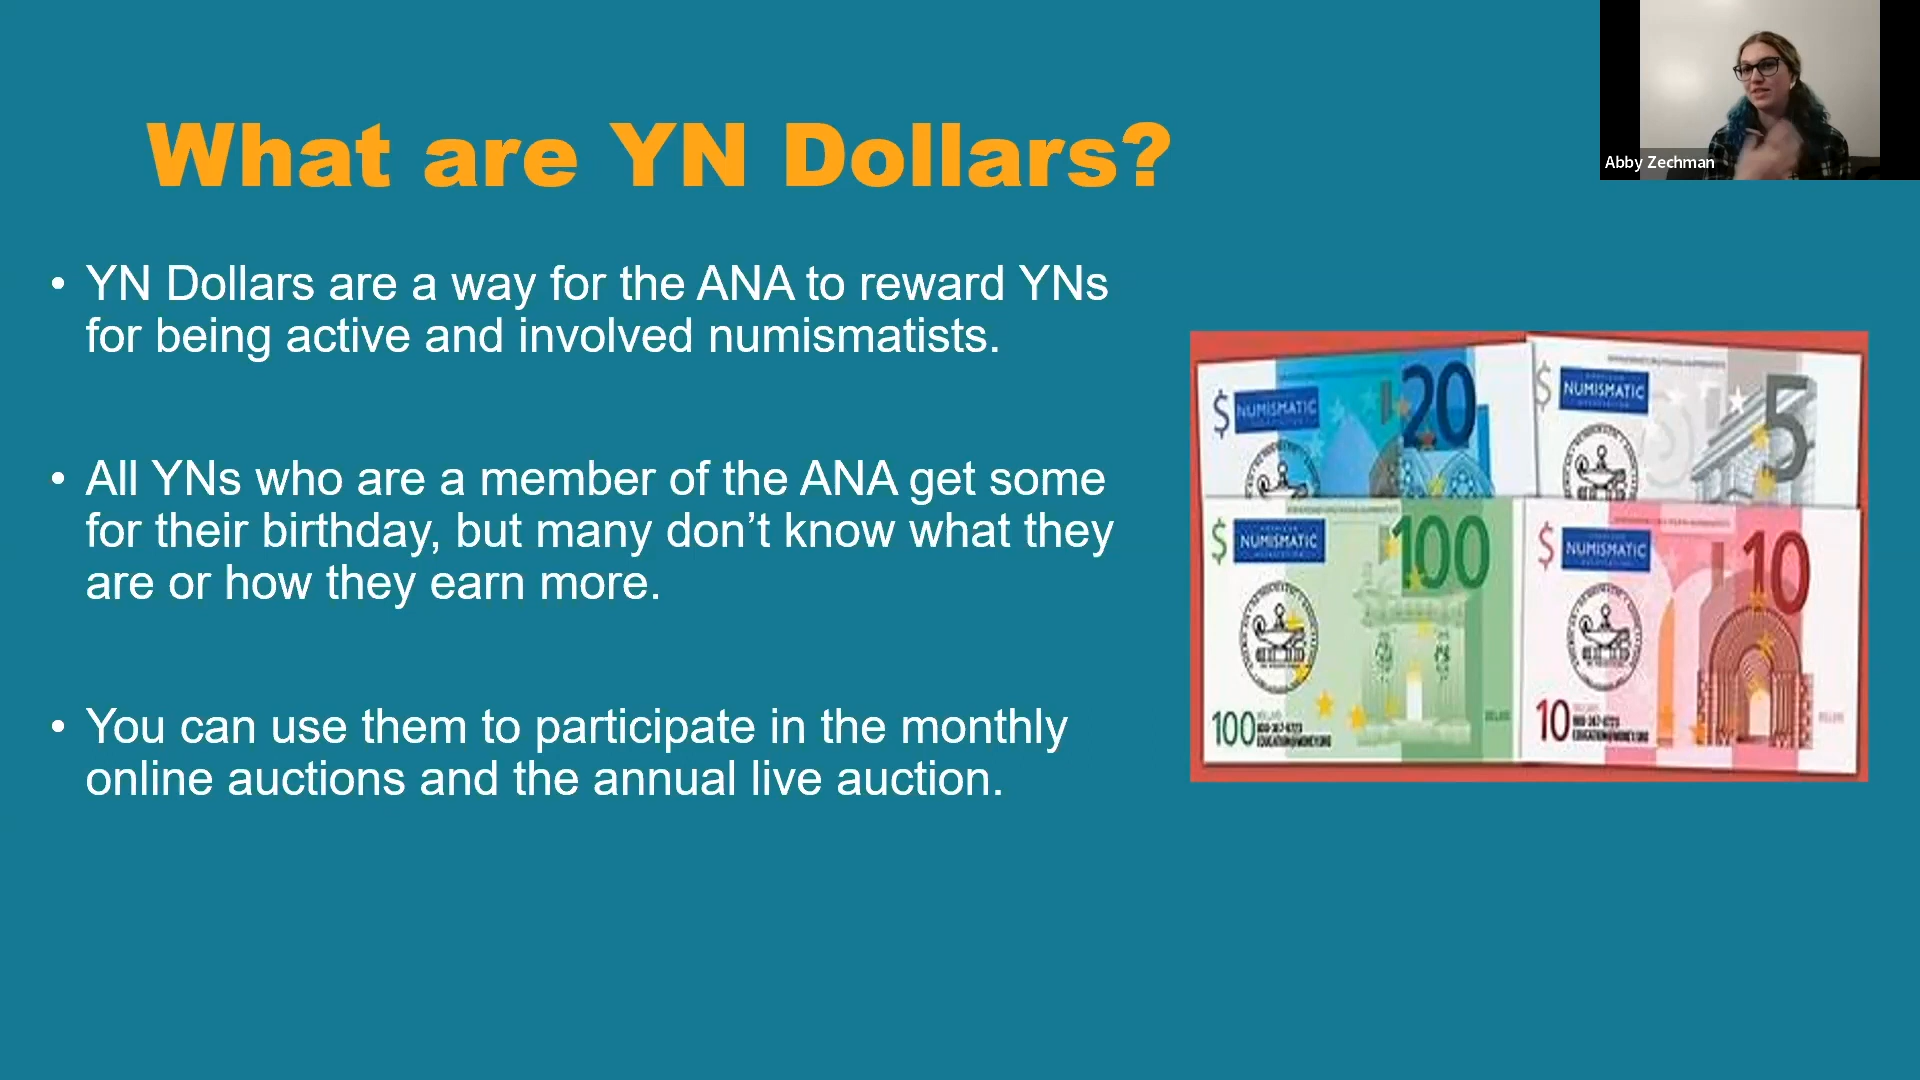 What are YN Dollars?
Abby Zechman
• YN Dollars are a way for the ANA to reward YNs
for being active and involved numismatists.
• All YNs who are a member of the ANA get some
for their birthday, but many don’t know what they
are or how they earn more.
• You can use them to participate in the monthly
online auctions and the annual live auction.
$ NUMISMATIC 20
$ NUMISMATIC 5
$ NUMISMATIC 100
100
EDUCATION@MONEY.ORG
$ NUMISMATIC 10
10
EDUCATION@MONEY.ORG